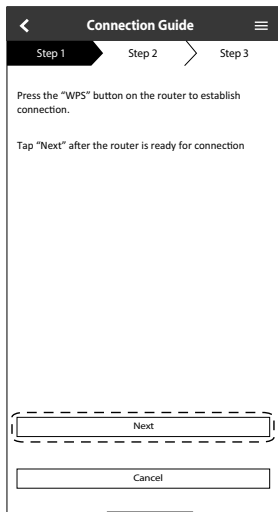 Connection Guide
Step 1 Step 2 Step 3
Press the “WPS” button on the router to establish
connection.
Tap “Next” after the router is ready for connection
Next
Cancel